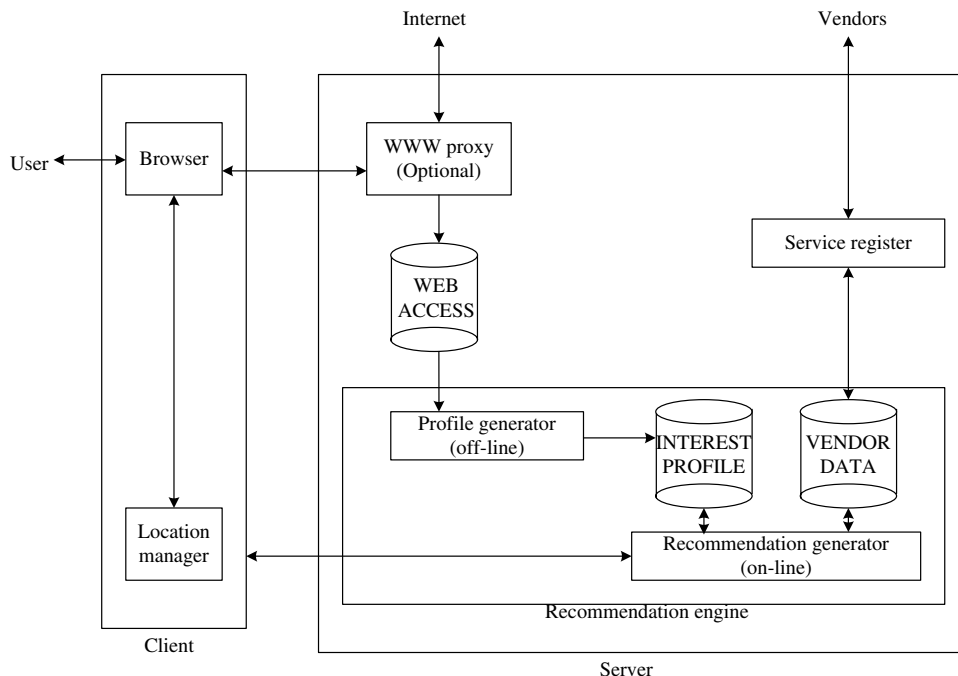 Internet
Vendors
User
Browser
WWW proxy
(Optional)
Service register
WEB
ACCESS
Profile generator
(off-line)
INTEREST
PROFILE
VENDOR
DATA
Location
manager
Recommendation generator
(on-line)
Recommendation engine
Client
Server